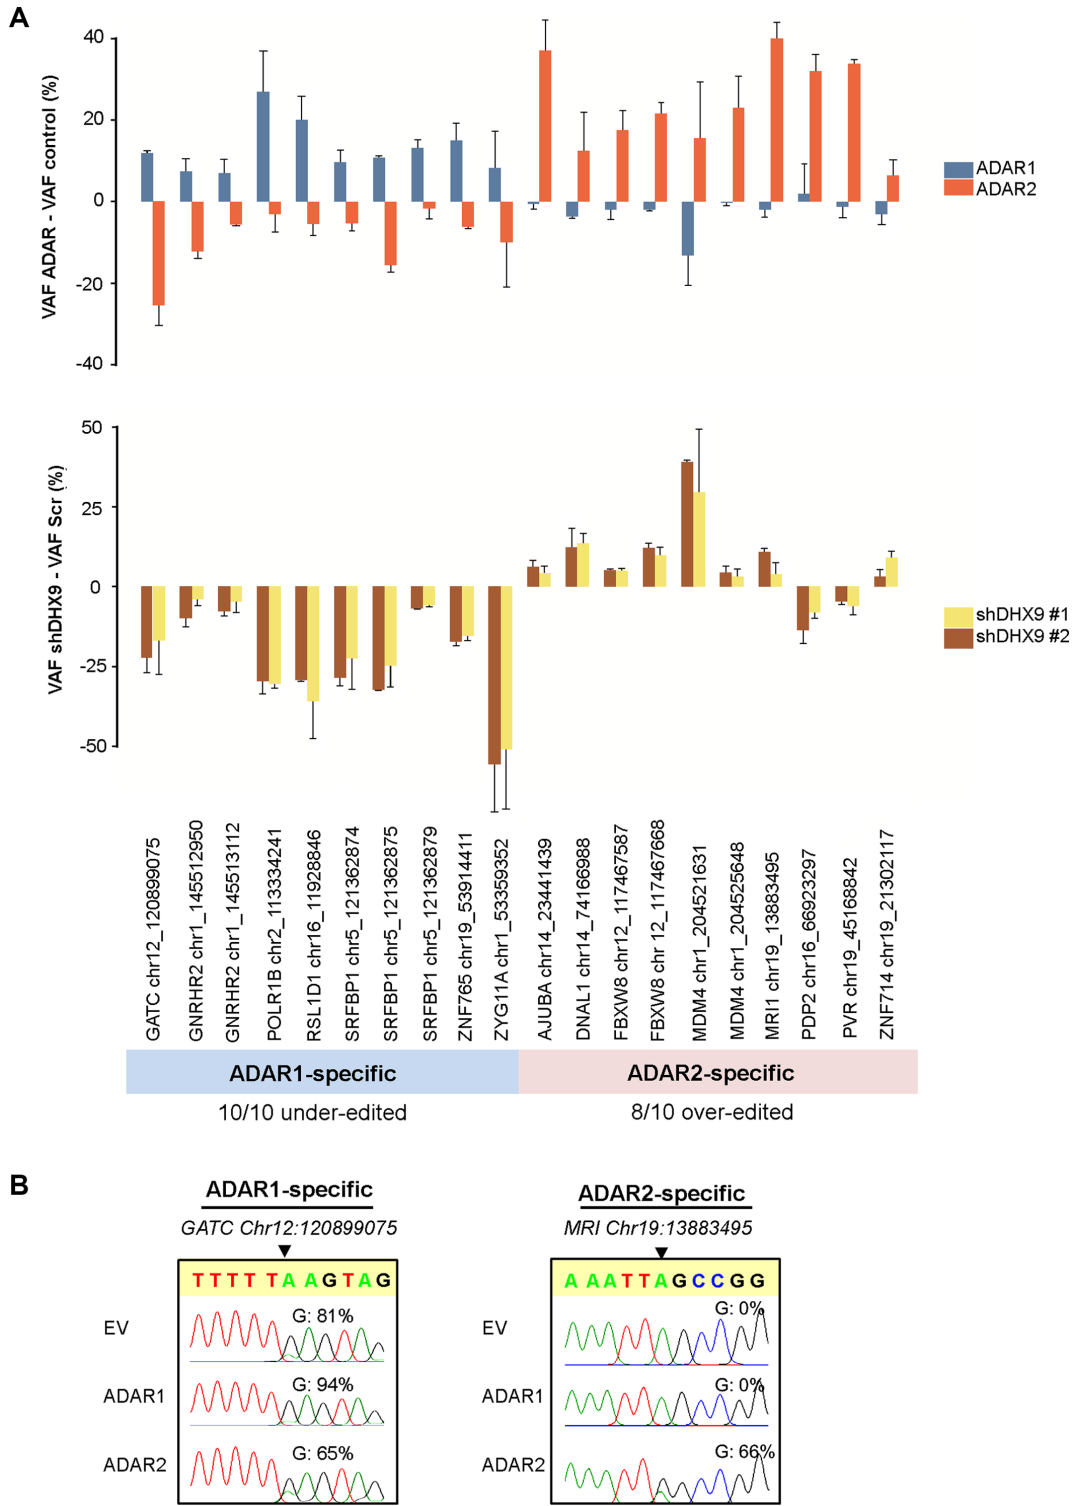 A
VAF ADAR - VAF control (%)
40
20
0
-20
-40
ADAR1
ADAR2
VAF shDHX9 - VAF Scr (%)
50
25
0
-25
-50
shDHX9 #1
shDHX9 #2
GATC chr12_120899075
GNRHR2 chr1_145512950
GNRHR2 chr1_145513112
POLR1B chr2_113334241
RSL1D1 chr16_11928846
SRFBP1 chr5_121362874
SRFBP1 chr5_121362875
SRFBP1 chr5_121362879
ZNF765 chr19_53914411
ZYG11A chr1_53359352
AJUBA chr14_23441439
DNAL1 chr14_74166988
FBXW8 chr12_117467587
FBXW8 chr 12_117467668
MDM4 chr1_204521631
MDM4 chr1_204525648
MRI1 chr19_13883495
PDP2 chr16_66923297
PVR chr19_45168842
ZNF714 chr19_21302117
ADAR1-specific
ADAR2-specific
10/10 under-edited
8/10 over-edited
B
ADAR1-specific
GATC Chr12:120899075
TTTT TAAGTAG
EV
G: 81%
ADAR1
G: 94%
ADAR2
G: 65%
ADAR2-specific
MRI Chr19:13883495
AAATTAGCCGG
EV
G: 0%
ADAR1
G: 0%
ADAR2
G: 66%